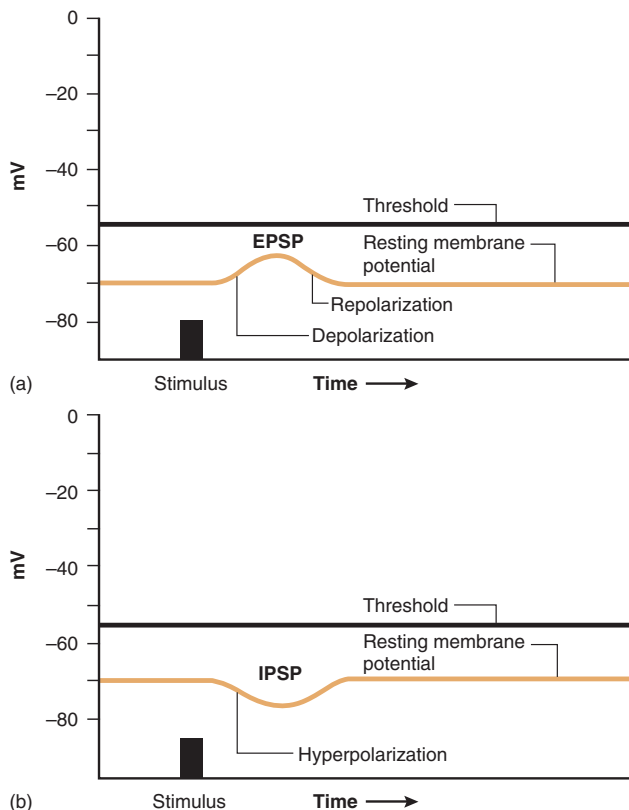 0
–20
–40
–60
–80
mV
Threshold
EPSP
Resting membrane
potential
Repolarization
Depolarization
(a)
Stimulus
Time
0
–20
–40
–60
–80
mV
Threshold
Resting membrane
potential
IPSP
Hyperpolarization
(b)
Stimulus
Time